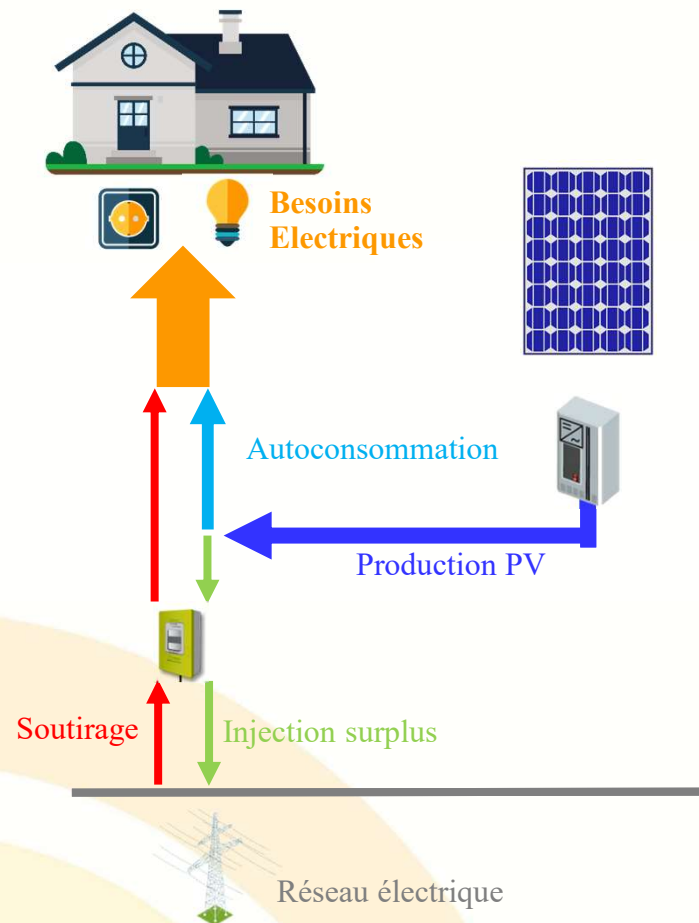 Besoins
Electriques
Autoconsommation
Production PV
Soutirage
Injection surplus
Réseau électrique